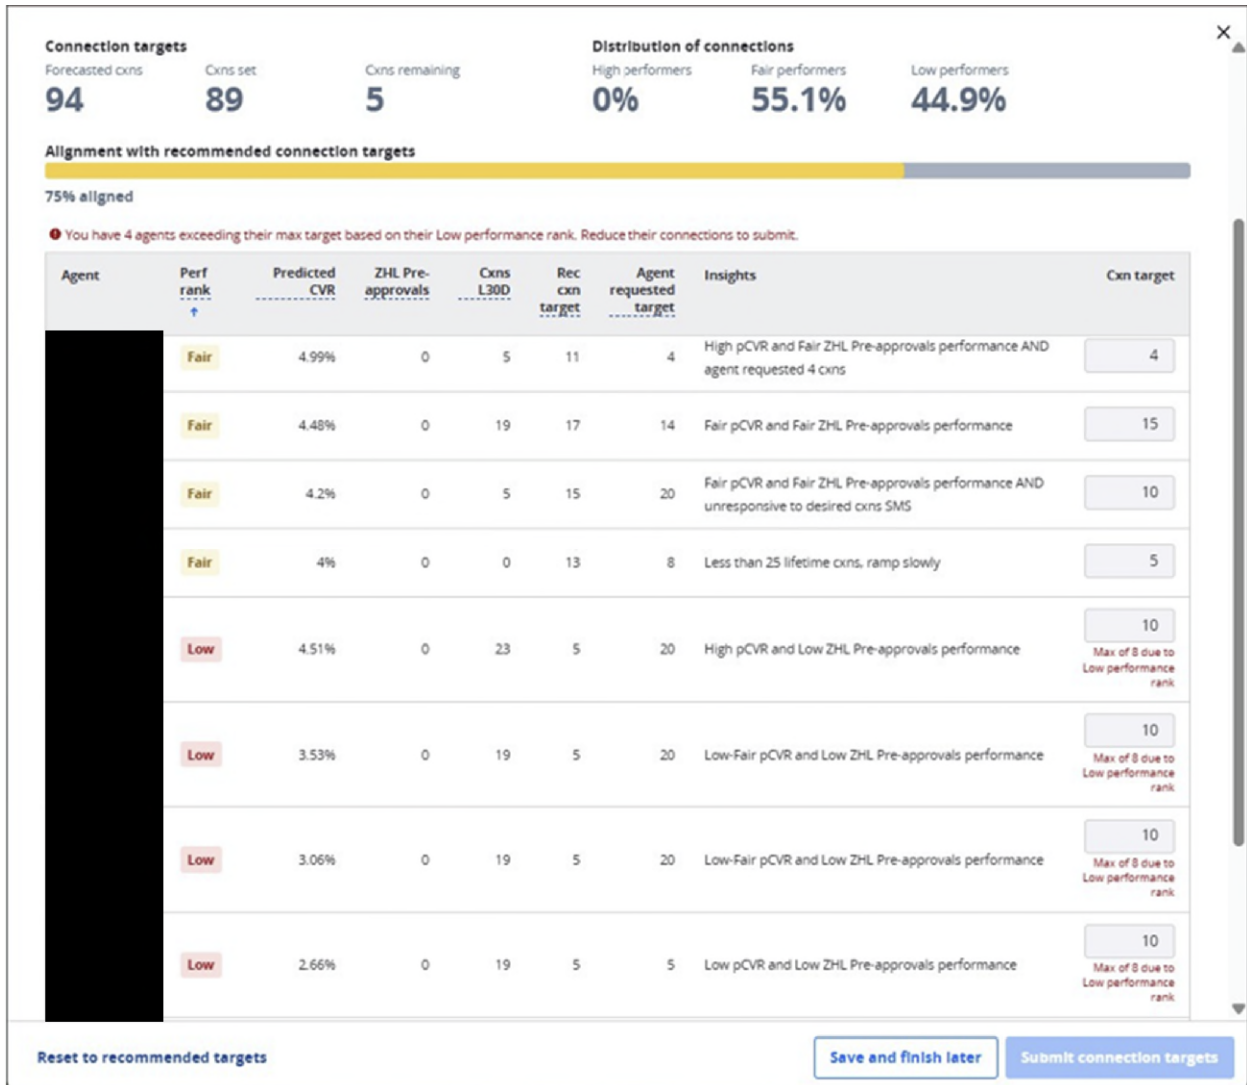 Connection targets
Distribution of connections
Forecasted cxns Cxns set Cxns remaining
High performers Fair performers Low performers
94 89 5
0% 55.1% 44.9%
Alignment with recommended connection targets
75% aligned
You have 4 agents exceeding their max target based on their Low performance rank. Reduce their connections to submit.
Agent Perf rank ↑ Predicted CVR ZHL Pre-approvals Cxns L30D Rec cxn target Agent requested target Insights Cxn target
Fair 4.99% 0 5 11 4 High pCVR and Fair ZHL Pre-approvals performance AND 4
agent requested 4 cxns
Fair 4.48% 0 19 17 14 Fair pCVR and Fair ZHL Pre-approvals performance 15
Fair 4.2% 0 5 15 20 Fair pCVR and Fair ZHL Pre-approvals performance AND 10
unresponsive to desired cxns SMS
Fair 4% 0 0 13 8 Less than 25 lifetime cxns, ramp slowly 5
Low 4.51% 0 23 5 20 High pCVR and Low ZHL Pre-approvals performance 10
Max of 8 due to
Low performance
rank
Low 3.53% 0 19 5 20 Low-Fair pCVR and Low ZHL Pre-approvals performance 10
Max of 8 due to
Low performance
rank
Low 3.06% 0 19 5 20 Low-Fair pCVR and Low ZHL Pre-approvals performance 10
Max of 8 due to
Low performance
rank
Low 2.66% 0 19 5 5 Low pCVR and Low ZHL Pre-approvals performance 10
Max of 8 due to
Low performance
rank
Reset to recommended targets
Save and finish later
Submit connection targets